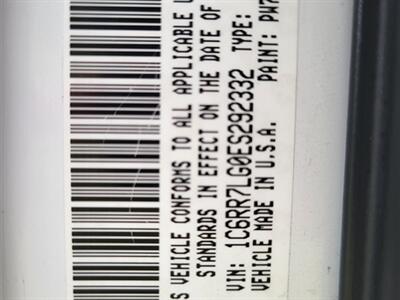 S VEHICLE CONFORMS TO ALL APPLICABLE
STANDARDS IN EFFECT ON THE DATE OF
VIN: 1C6RR7LG0ES292332 TYPE:
VEHICLE MADE IN U.S.A. PAINT: PW7